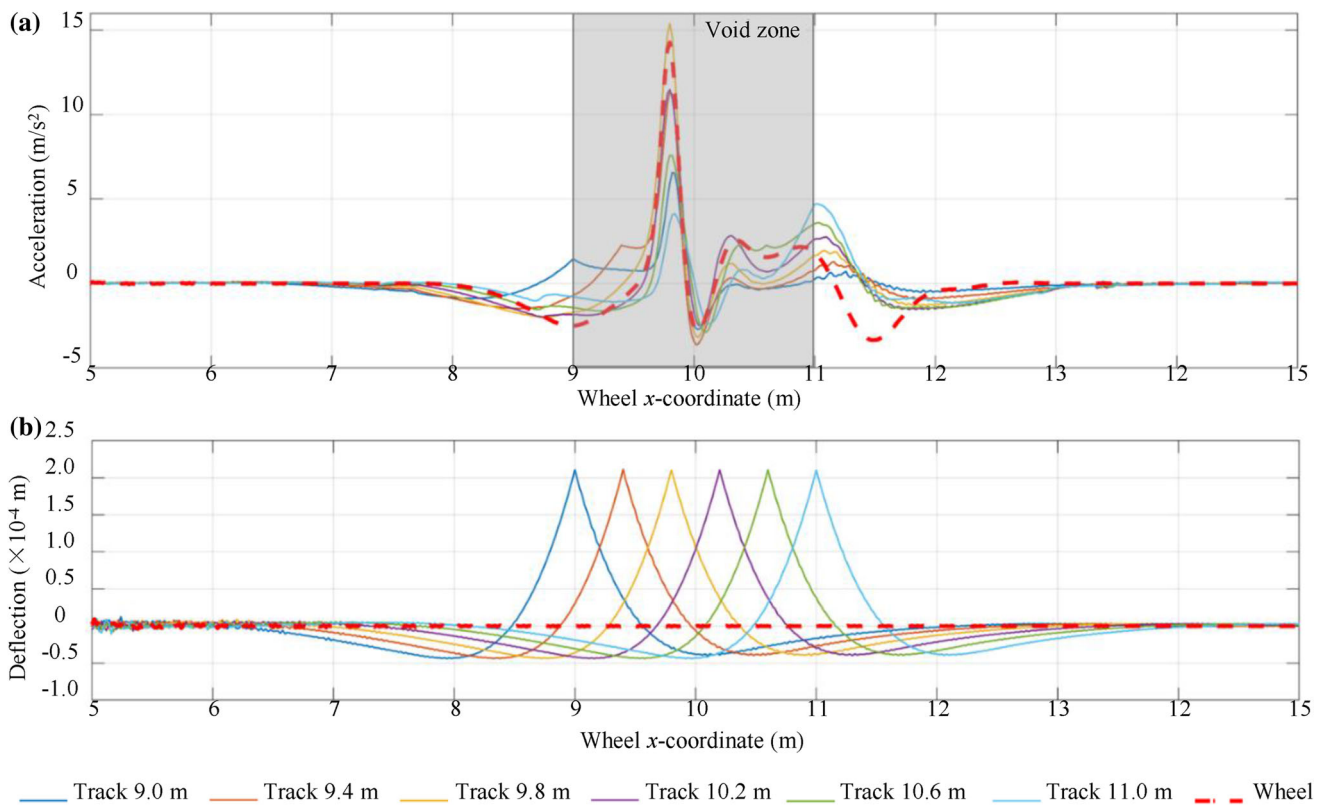 (a)
15
10
5
0
-5
Acceleration (m/s²)
Void zone
5 6 7 8 9 10 11 12 13 12 15
Wheel x-coordinate (m)
(b)
2.5
2.0
1.5
1.0
0.5
0
-0.5
-1.0
Deflection (×10⁻⁴ m)
5 6 7 8 9 10 11 12 13 12 15
Wheel x-coordinate (m)
Track 9.0 m Track 9.4 m Track 9.8 m Track 10.2 m Track 10.6 m Track 11.0 m Wheel